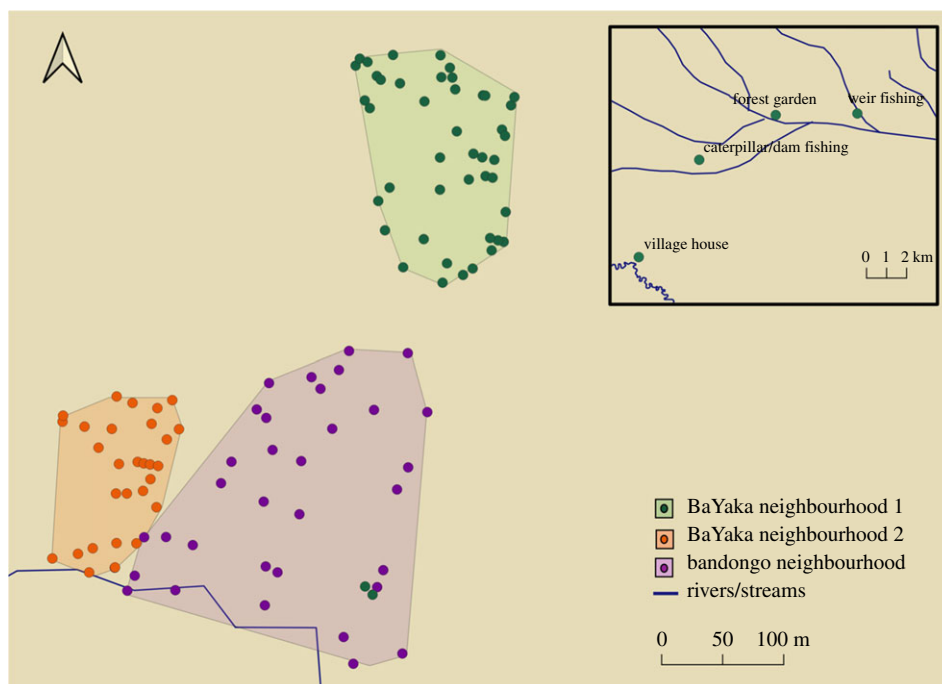 forest garden
weir fishing
caterpillar/dam fishing
village house
0 1 2 km
BaYaka neighbourhood 1
BaYaka neighbourhood 2
bandongo neighbourhood
rivers/streams
0 50 100 m